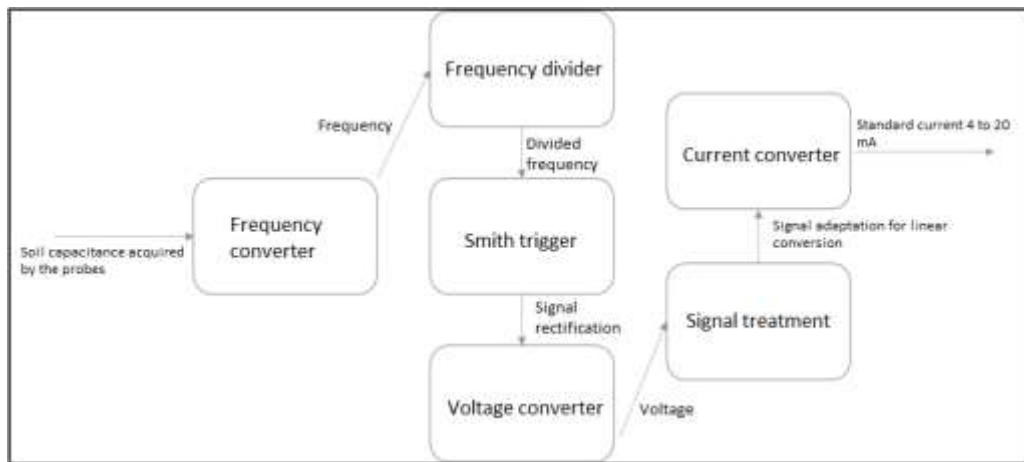 Soil capacitance acquired
by the probes
Frequency
converter
Frequency
Frequency divider
Divided
frequency
Smith trigger
Signal
rectification
Voltage converter
Voltage
Signal treatment
Signal adaptation for linear
conversion
Current converter
Standard current 4 to 20
mA